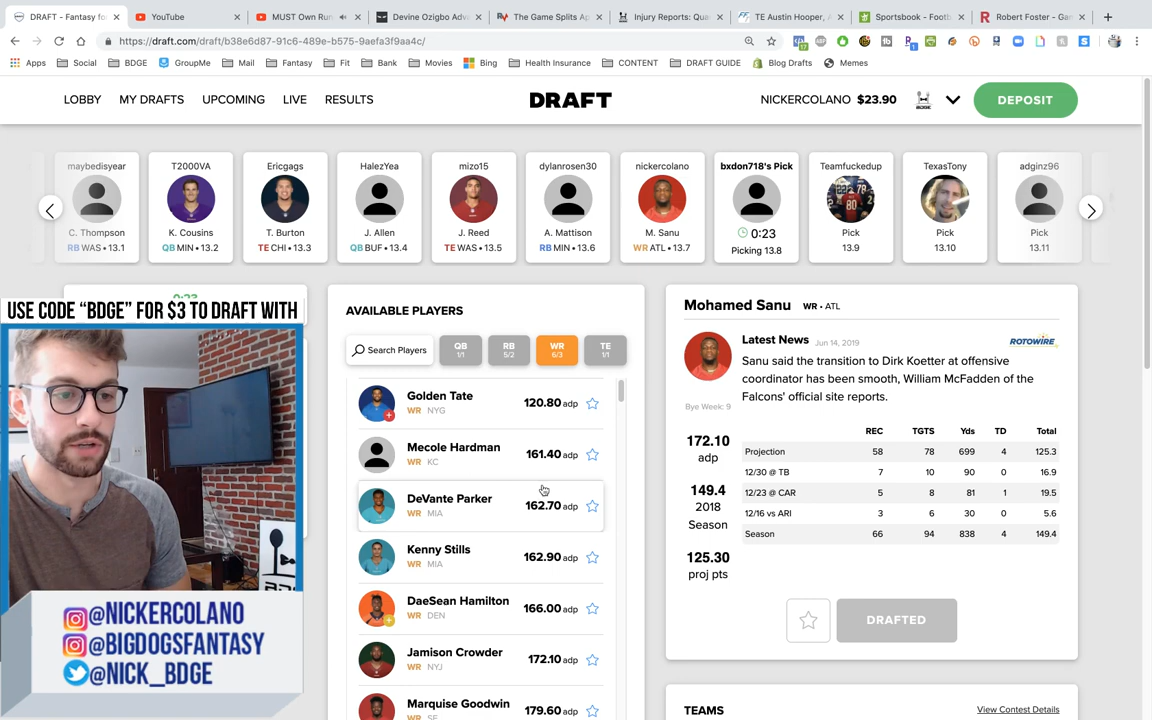 DRAFT - Fantasy fo
YouTube
MUST Own Run
Devine Ozigbo Adv
The Game Splits Ap
Injury Reports: Qua
TE Austin Hooper, A
Sportsbook - Footb
Robert Foster - Gam
https://draft.com/draft/b38e6d87-91c6-489e-b575-9aefa3f9aa4c/
Apps Social BDGE GroupMe Mail Fantasy Fit Bank Movies Bing Health Insurance CONTENT DRAFT GUIDE Blog Drafts Memes
LOBBY MY DRAFTS UPCOMING LIVE RESULTS DRAFT NICKERCOLANO $23.90 DEPOSIT
maybedisyear T2000VA Ericgags HalezYea mizo15 dylanrosen30 nickercolano bxdon718's Pick Teamfuckedup TexasTony adginz96
C. Thompson K. Cousins T. Burton J. Allen J. Reed A. Mattison M. Sanu 0:23 Pick Pick Pick
RB WAS • 13.1 QB MIN • 13.2 TE CHI • 13.3 QB BUF • 13.4 TE WAS • 13.5 RB MIN • 13.6 WR ATL • 13.7 Picking 13.8 13.9 13.10 13.11
USE CODE "BDGE" FOR $3 TO DRAFT WITH
@NICKERCOLANO
@BIGDOGSFANTASY
@NICK_BDGE
AVAILABLE PLAYERS
Search Players
QB RB WR TE
1/1 5/2 6/3 1/1
Golden Tate
WR NYG
120.80 adp
Mecole Hardman
WR KC
161.40 adp
DeVante Parker
WR MIA
162.70 adp
Kenny Stills
WR MIA
162.90 adp
DaeSean Hamilton
WR DEN
166.00 adp
Jamison Crowder
WR NYJ
172.10 adp
Marquise Goodwin
WR SF
179.60 adp
Mohamed Sanu WR • ATL
Latest News Jun 14, 2019
ROTOWIRE
Sanu said the transition to Dirk Koetter at offensive
coordinator has been smooth, William McFadden of the
Falcons' official site reports.
Bye Week: 9
172.10
adp
149.4
2018
Season
125.30
proj pts
REC TGTS Yds TD Total
Projection 58 78 699 4 125.3
12/30 @ TB 7 10 90 0 16.9
12/23 @ CAR 5 8 81 1 19.5
12/16 vs ARI 3 6 30 0 5.6
Season 66 94 838 4 149.4
DRAFTED
TEAMS View Contest Details